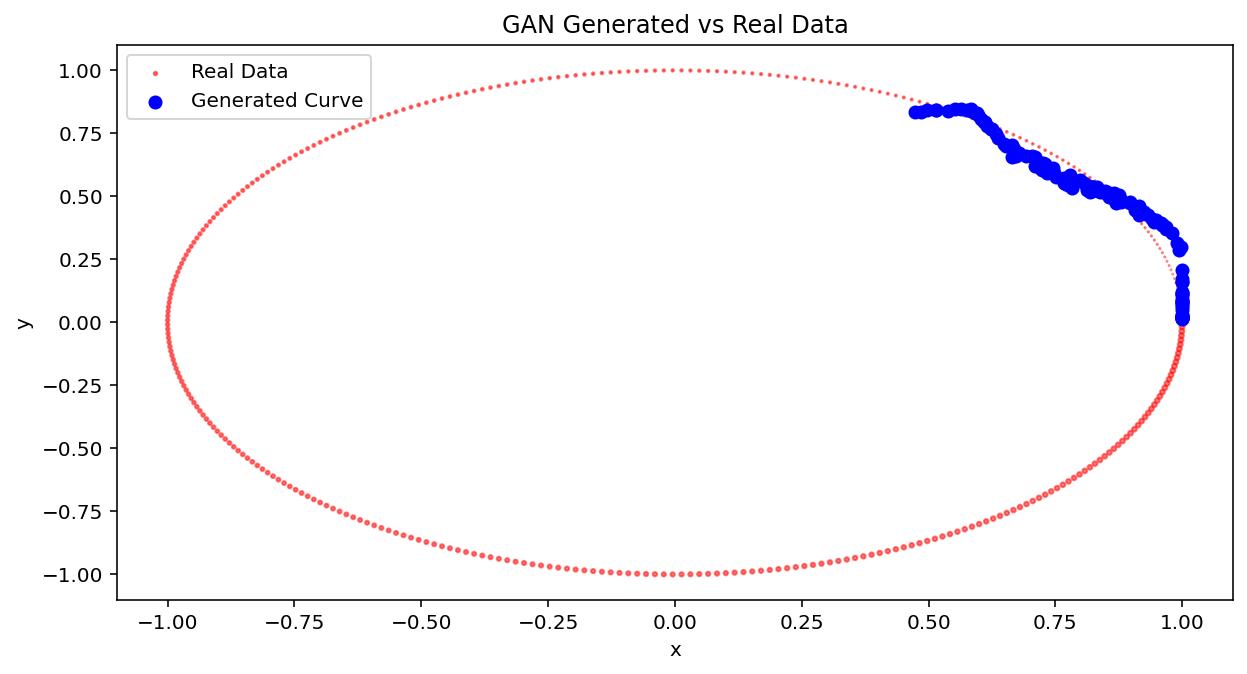 GAN Generated vs Real Data
Real Data
Generated Curve
1.00
0.75
0.50
0.25
0.00
−0.25
−0.50
−0.75
−1.00
y
−1.00 −0.75 −0.50 −0.25 0.00 0.25 0.50 0.75 1.00
x